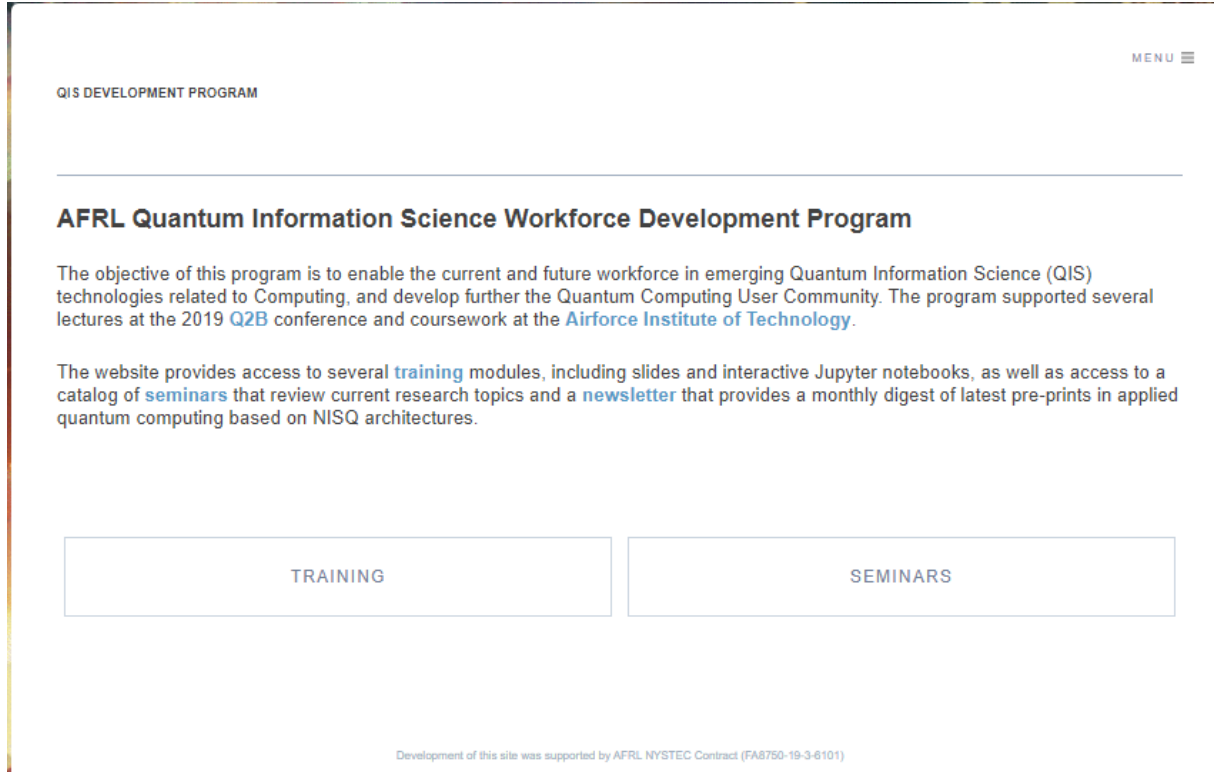 MENU
QIS DEVELOPMENT PROGRAM
AFRL Quantum Information Science Workforce Development Program
The objective of this program is to enable the current and future workforce in emerging Quantum Information Science (QIS)
technologies related to Computing, and develop further the Quantum Computing User Community. The program supported several
lectures at the 2019 Q2B conference and coursework at the Airforce Institute of Technology.
The website provides access to several training modules, including slides and interactive Jupyter notebooks, as well as access to a
catalog of seminars that review current research topics and a newsletter that provides a monthly digest of latest pre-prints in applied
quantum computing based on NISQ architectures.
TRAINING
SEMINARS
Development of this site was supported by AFRL NYSTEC Contract (FA8750-19-3-6101)